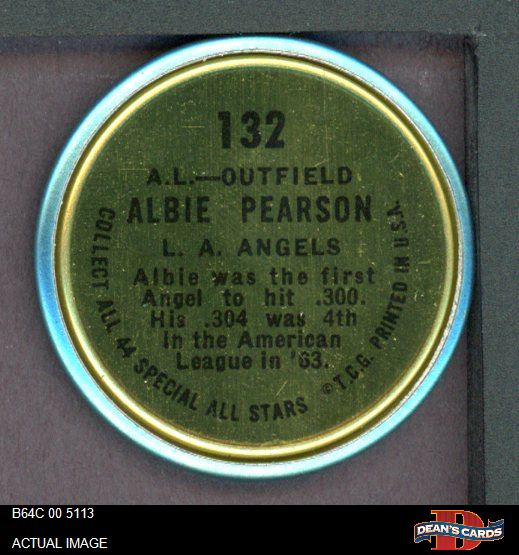 132
A.L.—OUTFIELD
ALBIE PEARSON
L. A. ANGELS
Albie was the first
Angel to hit .300.
His .304 was 4th
in the American
League in '63.
COLLECT ALL 44 SPECIAL ALL STARS
©T.C.G. PRINTED IN U.S.A.
B64C 00 5113
ACTUAL IMAGE
D
DEAN'S CARDS